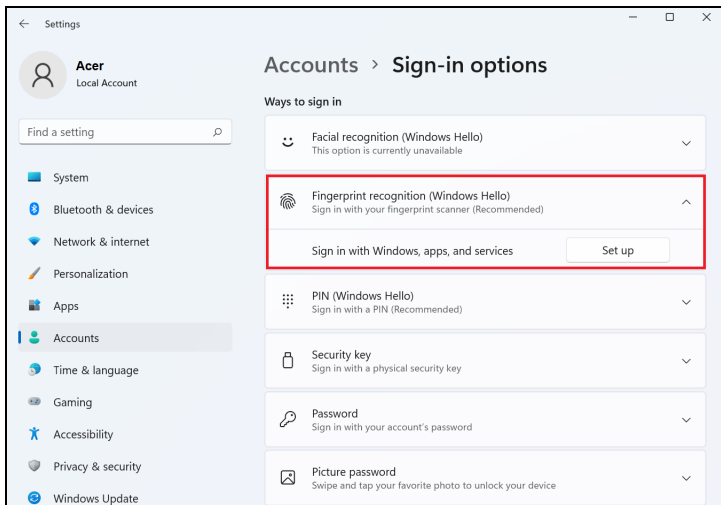 Settings
Acer
Local Account
Find a setting
System
Bluetooth & devices
Network & internet
Personalization
Apps
Accounts
Time & language
Gaming
Accessibility
Privacy & security
Windows Update
Accounts > Sign-in options
Ways to sign in
Facial recognition (Windows Hello)
This option is currently unavailable
Fingerprint recognition (Windows Hello)
Sign in with your fingerprint scanner (Recommended)
Sign in with Windows, apps, and services Set up
PIN (Windows Hello)
Sign in with a PIN (Recommended)
Security key
Sign in with a physical security key
Password
Sign in with your account's password
Picture password
Swipe and tap your favorite photo to unlock your device